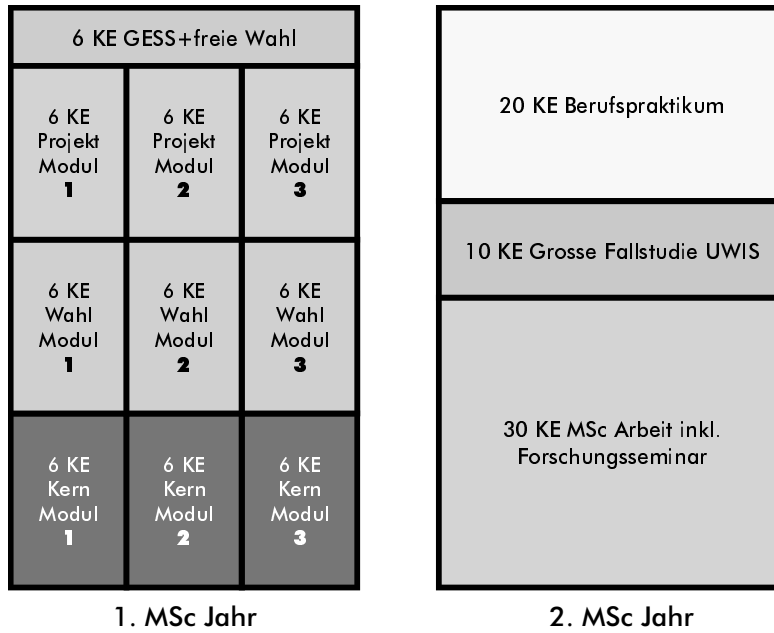 6 KE GESS+freie Wahl
6 KE
Projekt
Modul
1
6 KE
Projekt
Modul
2
6 KE
Projekt
Modul
3
6 KE
Wahl
Modul
1
6 KE
Wahl
Modul
2
6 KE
Wahl
Modul
3
6 KE
Kern
Modul
1
6 KE
Kern
Modul
2
6 KE
Kern
Modul
3
1. MSc Jahr
20 KE Berufspraktikum
10 KE Grosse Fallstudie UWIS
30 KE MSc Arbeit inkl.
Forschungsseminar
2. MSc Jahr